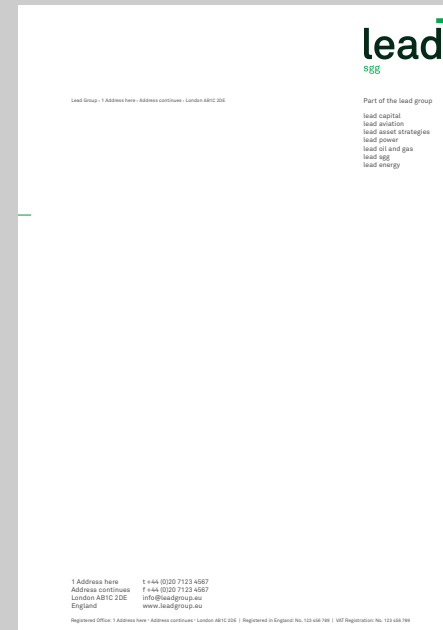 lead
sgg
Lead Group · 1 Address here · Address continues · London AB1C 2DE
Part of the lead group
lead capital
lead aviation
lead asset strategies
lead power
lead oil and gas
lead sgg
lead energy
1 Address here
Address continues
London AB1C 2DE
England
t +44 (0)20 7123 4567
f +44 (0)20 7123 4567
info@leadgroup.eu
www.leadgroup.eu
Registered Office: 1 Address here · Address continues · London AB1C 2DE | Registered in England: No. 123 456 789 | VAT Registration: No. 123 456 789